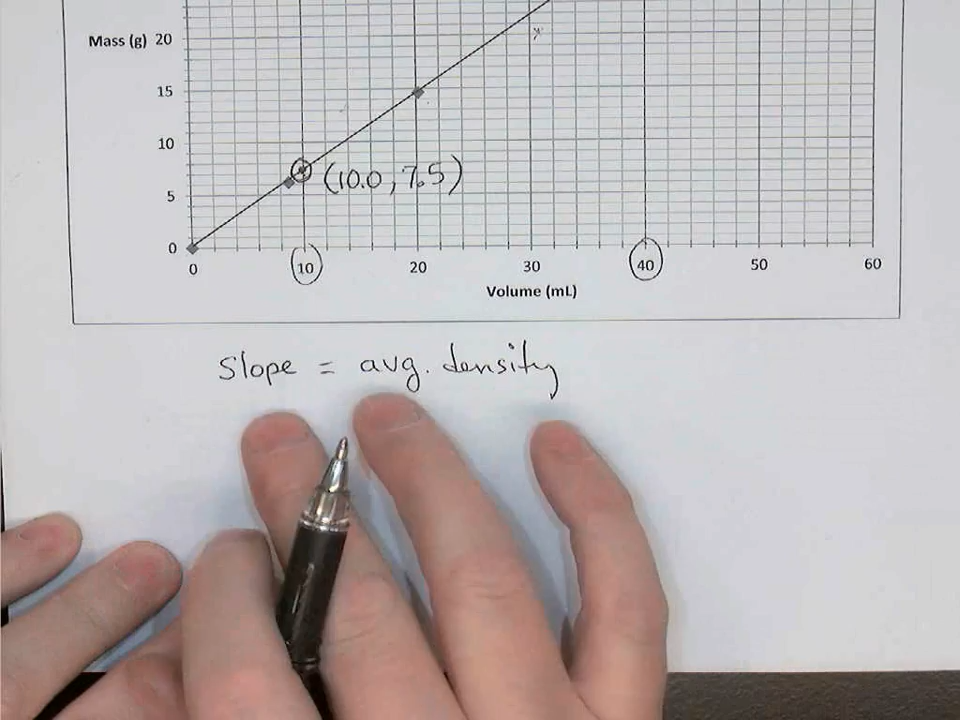 Mass (g) 20
15
10
(10.0, 7.5)
5
0
0 10 20 30 40 50 60
Volume (mL)
slope = avg. density